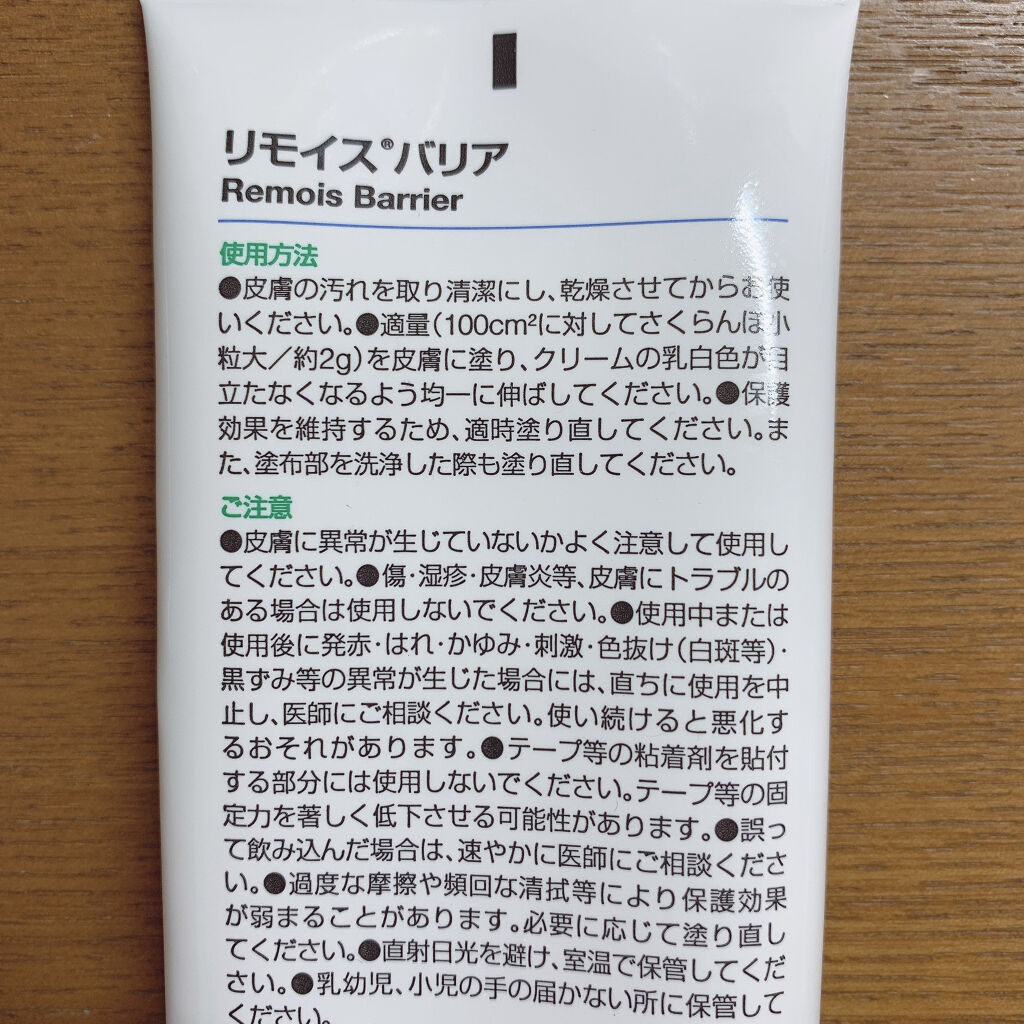 リモイス®バリア
Remois Barrier
使用方法
●皮膚の汚れを取り清潔にし、乾燥させてからお使
いください。●適量(100cm²に対してさくらんぼ小
粒大/約2g)を皮膚に塗り、クリームの乳白色が目
立たなくなるよう均一に伸ばしてください。●保護
効果を維持するため、適時塗り直してください。ま
た、塗布部を洗浄した際も塗り直してください。
ご注意
●皮膚に異常が生じていないかよく注意して使用し
てください。●傷・湿疹・皮膚炎等、皮膚にトラブルの
ある場合は使用しないでください。●使用中または
使用後に発赤・はれ・かゆみ・刺激・色抜け(白斑等)・
黒ずみ等の異常が生じた場合には、直ちに使用を中
止し、医師にご相談ください。使い続けると悪化す
るおそれがあります。●テープ等の粘着剤を貼付
する部分には使用しないでください。テープ等の固
定力を著しく低下させる可能性があります。●誤っ
て飲み込んだ場合は、速やかに医師にご相談くださ
い。●過度な摩擦や頻回な清拭等により保護効果
が弱まることがあります。必要に応じて塗り直し
てください。●直射日光を避け、室温で保管してくだ
さい。●乳幼児、小児の手の届かない所に保管して
ください。